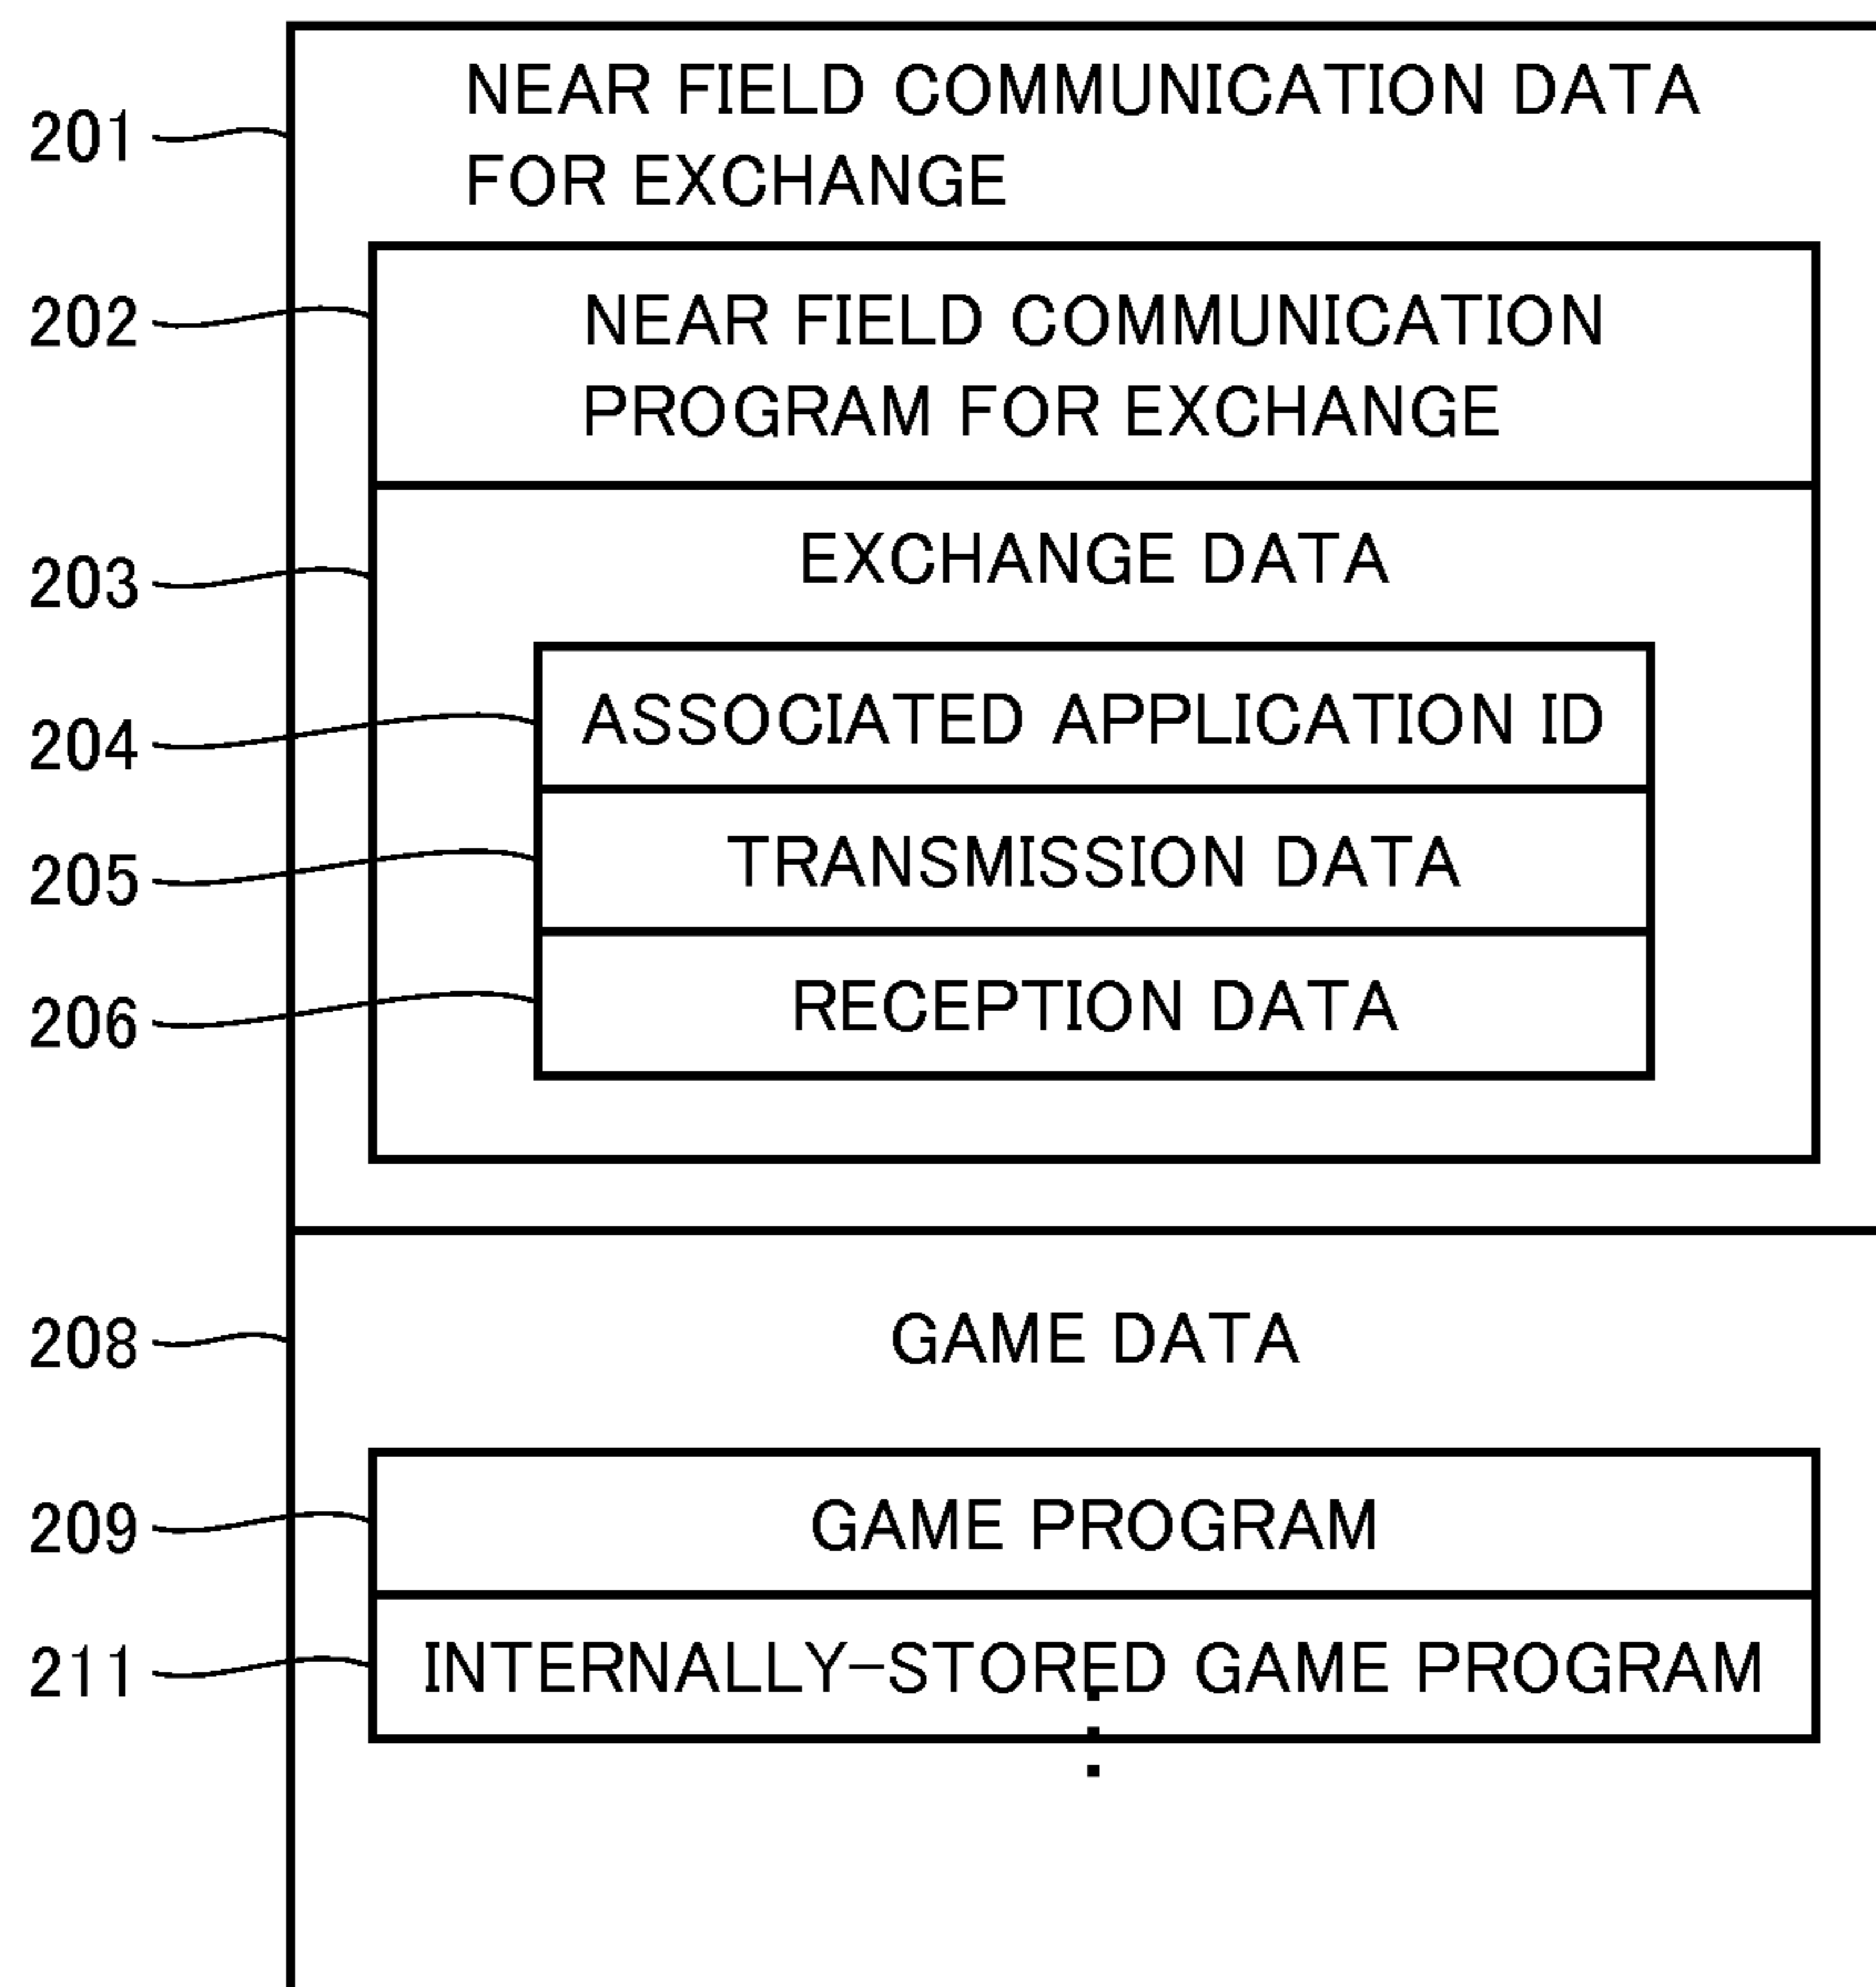 201
NEAR FIELD COMMUNICATION DATA
FOR EXCHANGE
202
NEAR FIELD COMMUNICATION
PROGRAM FOR EXCHANGE
203
EXCHANGE DATA
204
ASSOCIATED APPLICATION ID
205
TRANSMISSION DATA
206
RECEPTION DATA
208
GAME DATA
209
GAME PROGRAM
211
INTERNALLY-STORED GAME PROGRAM